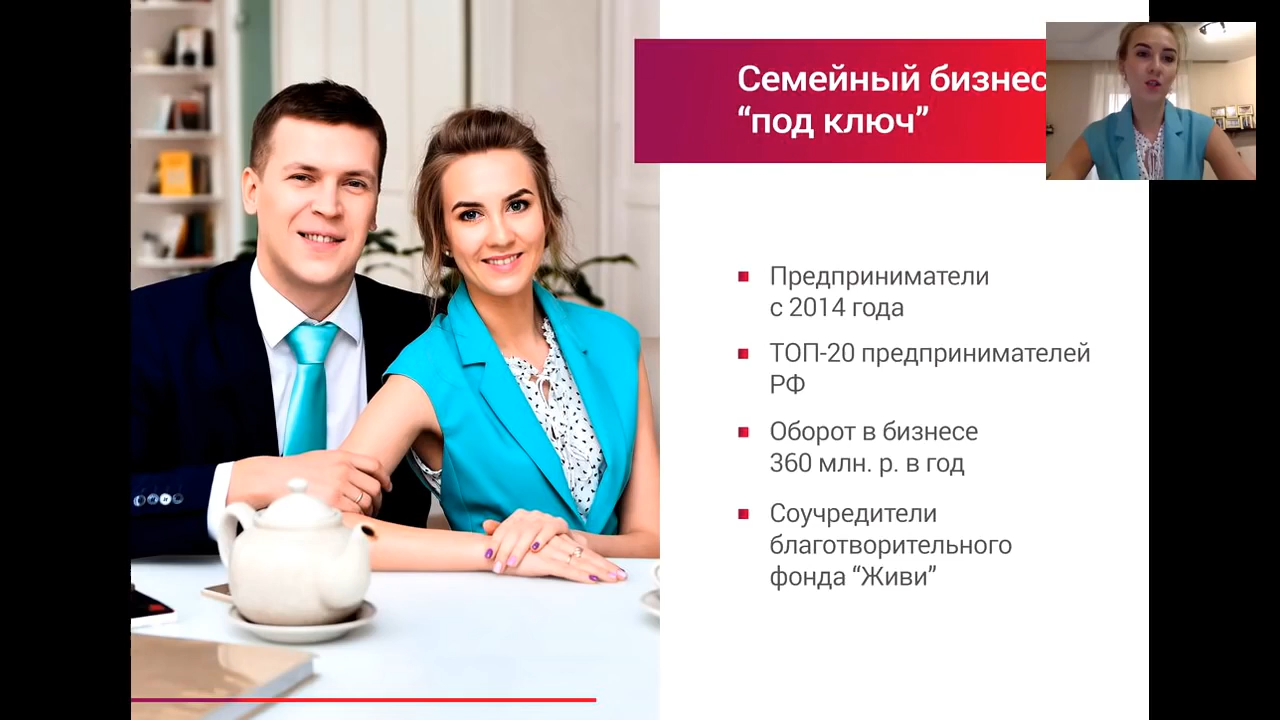 Семейный бизнес
“под ключ”
Предприниматели
с 2014 года
ТОП-20 предпринимателей
РФ
Оборот в бизнесе
360 млн. р. в год
Соучредители
благотворительного
фонда “Живи”